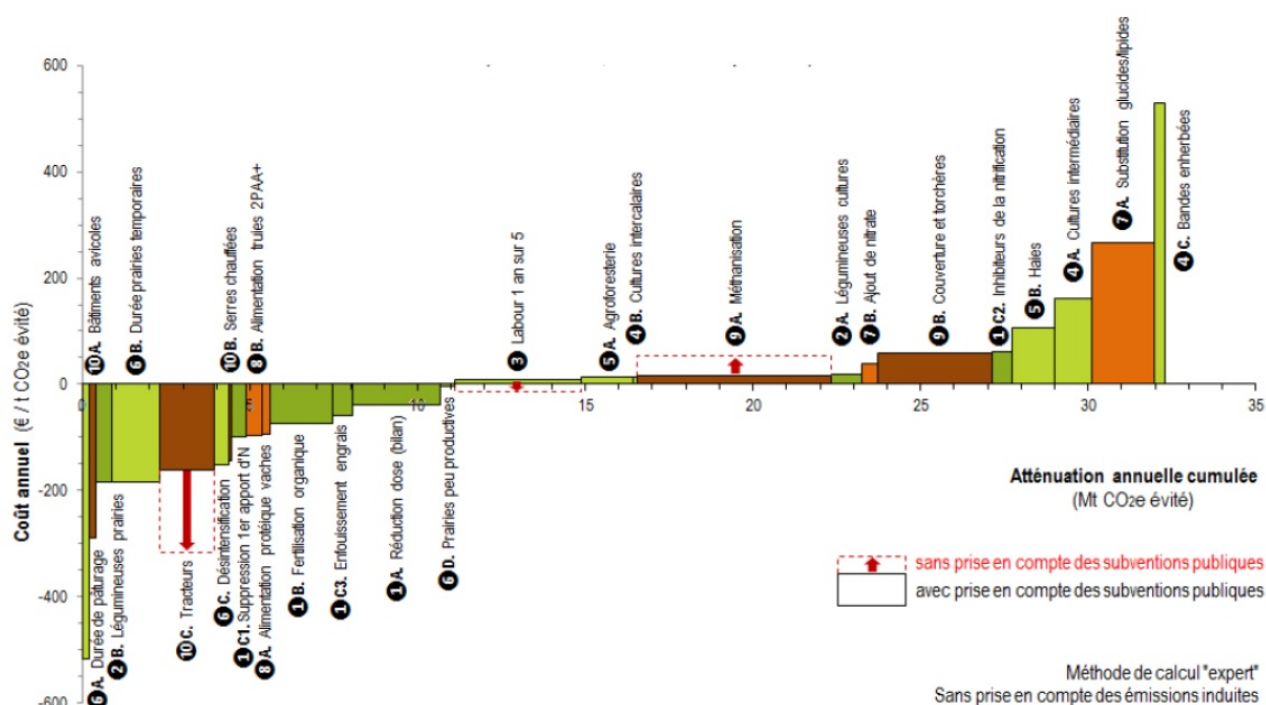 600
400
200
0
-200
-400
-600
Coût annuel (€ / t CO2e évité)
0
5
10
15
20
25
30
35
10A. Bâtiments avicoles
6B. Durée prairies temporaires
10B. Serres chauffées
8B. Alimentation truies 2PAA+
3 Labour 1 an sur 5
5A. Agroforesterie
4B. Cultures intercalaires
9A. Méthanisation
2A. Légumineuses cultures
7B. Ajout de nitrate
9B. Couverture et torchères
1C2. Inhibiteurs de la nitrification
5B. Haies
4A. Cultures intermédiaires
7A. Substitution glucides/lipides
4C. Bandes enherbées
6A. Durée de pâturage
2B. Légumineuses prairies
10C. Tracteurs
6C. Désintensification
1C1. Suppression 1er apport d'N
8A. Alimentation protéique vaches
1B. Fertilisation organique
1C3. Enfouissement engrais
1A. Réduction dose (bilan)
6D. Prairies peu productives
Atténuation annuelle cumulée
(Mt CO2e évité)
sans prise en compte des subventions publiques
avec prise en compte des subventions publiques
Méthode de calcul "expert"
Sans prise en compte des émissions induites